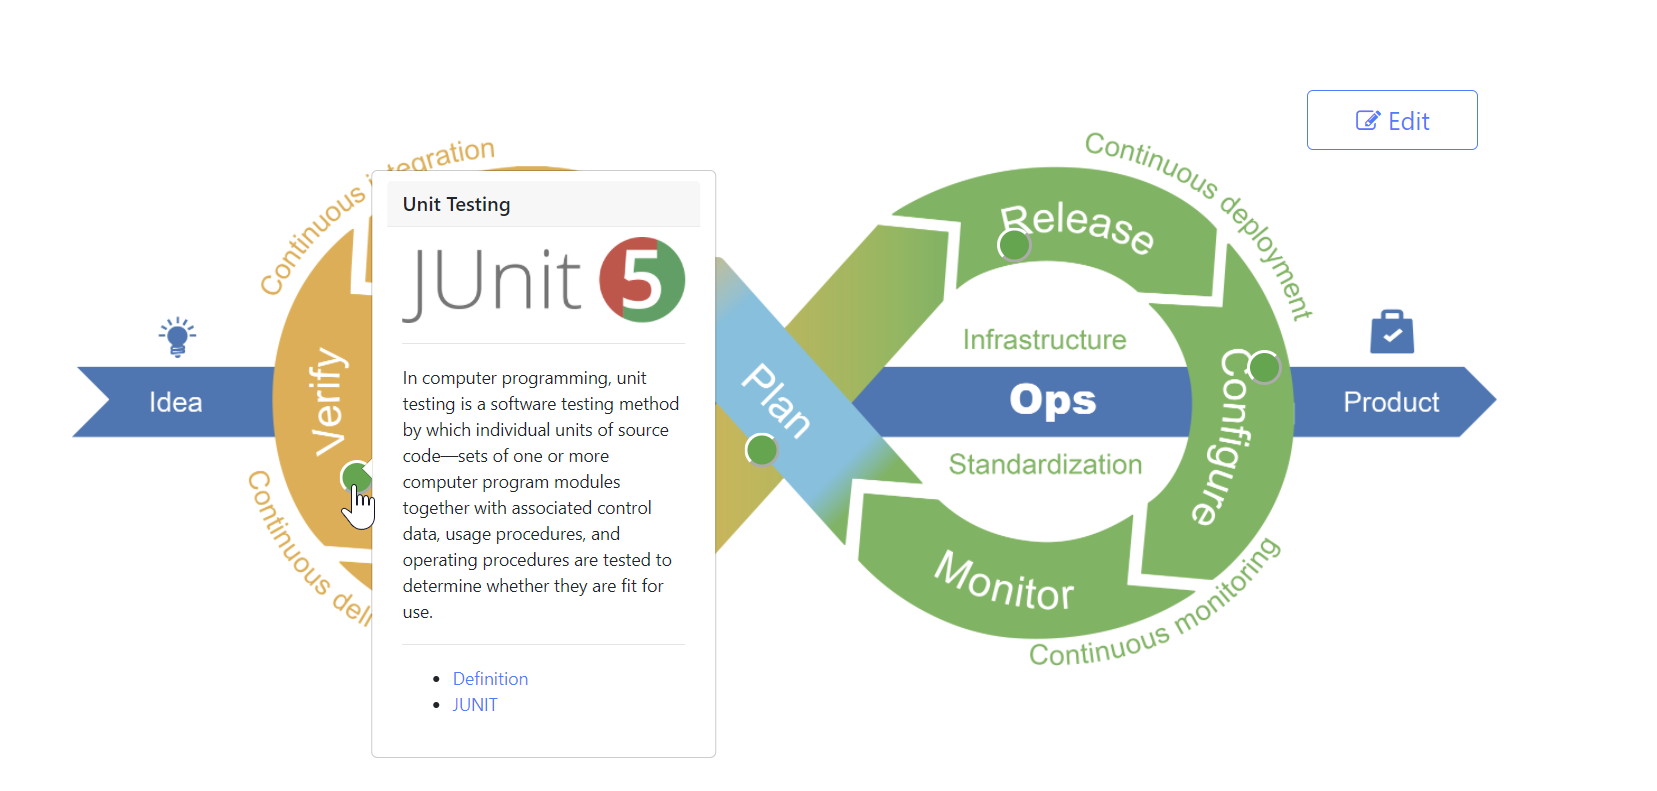 Edit
Continuous integration
Continuous deployment
Unit Testing
JUnit 5
Release
Infrastructure
Idea
Verify
Plan
Ops
Configure
Product
Standardization
In computer programming, unit
testing is a software testing method
by which individual units of source
code—sets of one or more
computer program modules
together with associated control
data, usage procedures, and
operating procedures are tested to
determine whether they are fit for
use.
Continuous deli
Monitor
Continuous monitoring
Definition
JUNIT